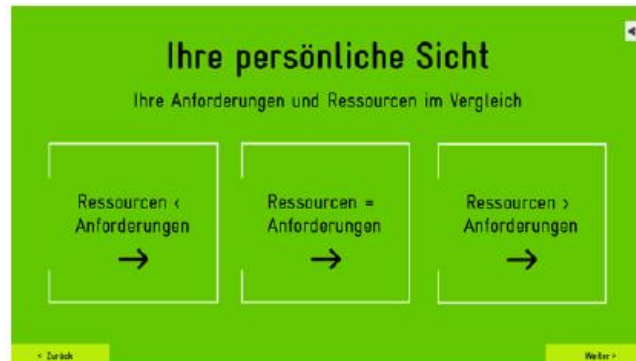 Ihre persönliche Sicht
Ihre Anforderungen und Ressourcen im Vergleich
Ressourcen <
Anforderungen
→
Ressourcen =
Anforderungen
→
Ressourcen >
Anforderungen
→
< Zurück
Weiter >